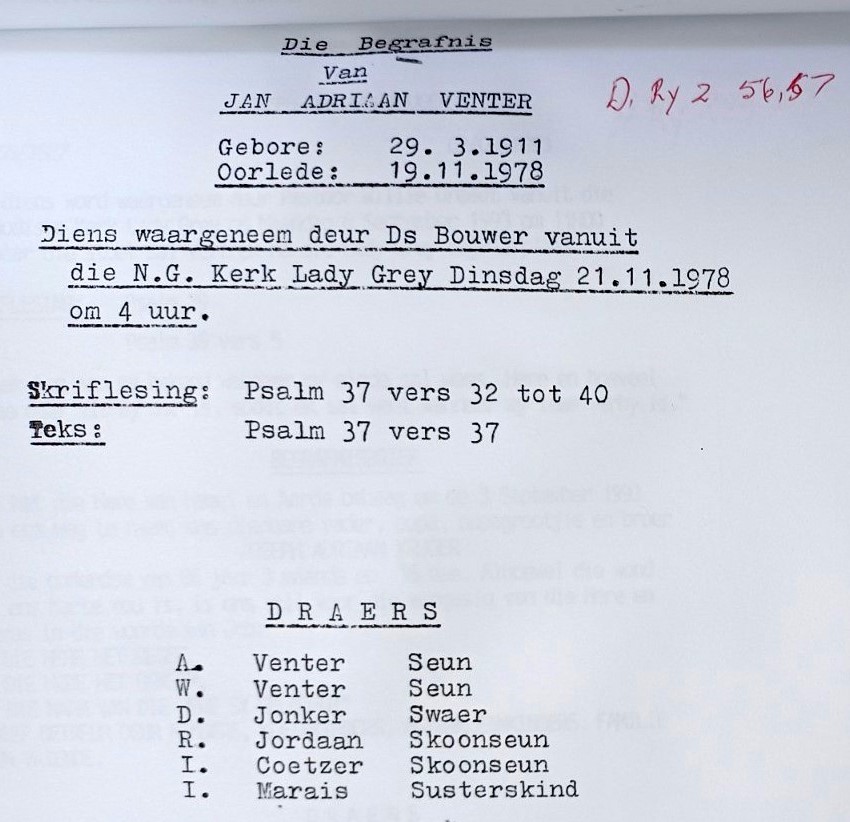 Die Begrafnis
Van
JAN ADRIAAN VENTER
D. Ry 2 56,57
Gebore: 29. 3.1911
Oorlede: 19.11.1978
Diens waargeneem deur Ds Bouwer vanuit
die N.G. Kerk Lady Grey Dinsdag 21.11.1978
om 4 uur.
Skriflesing: Psalm 37 vers 32 tot 40
Teks: Psalm 37 vers 37
DRAERS
A. Venter Seun
W. Venter Seun
D. Jonker Swaer
R. Jordaan Skoonseun
I. Coetzer Skoonseun
I. Marais Susterskind